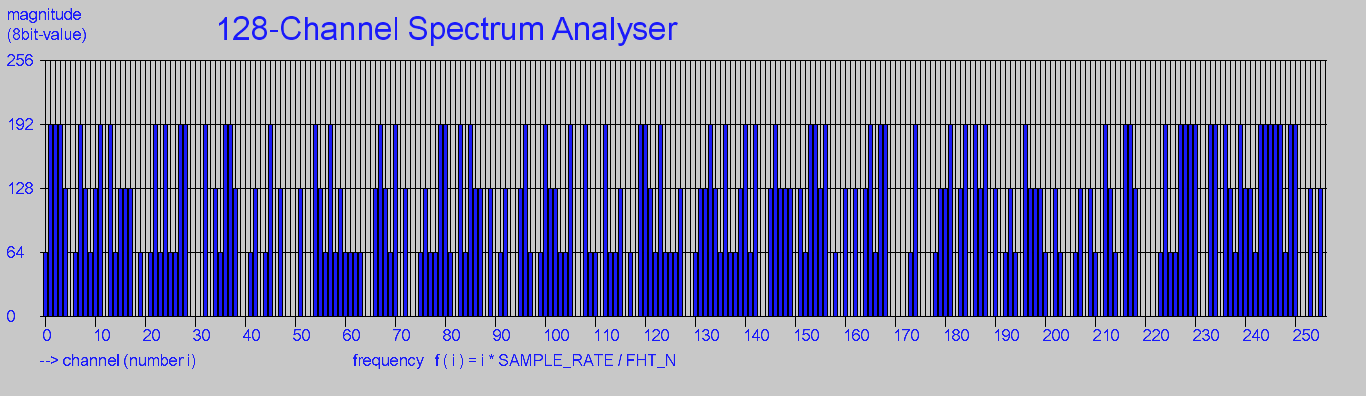 magnitude
(8bit-value)
128-Channel Spectrum Analyser
256
192
128
64
0
0 10 20 30 40 50 60 70 80 90 100 110 120 130 140 150 160 170 180 190 200 210 220 230 240 250
--> channel (number i) frequency f ( i ) = i * SAMPLE_RATE / FHT_N